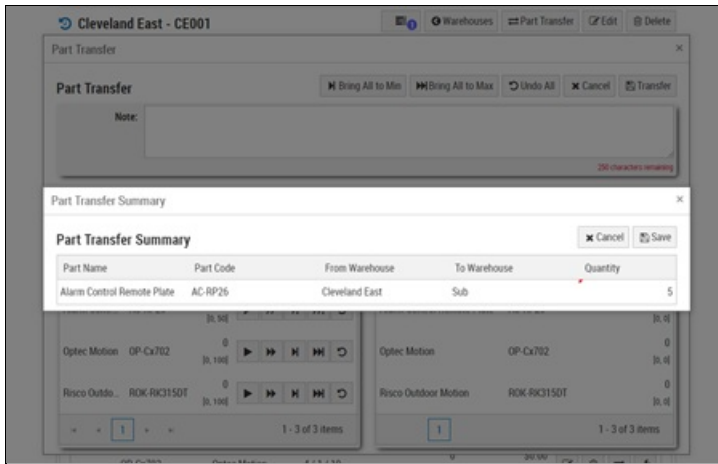 Cleveland East - CE001
Warehouses
Part Transfer
Edit
Delete
Part Transfer
Part Transfer
Bring All to Min
Bring All to Max
Undo All
Cancel
Transfer
Note:
250 characters remaining
Part Transfer Summary
Part Transfer Summary
Cancel
Save
Part Name Part Code From Warehouse To Warehouse Quantity
Alarm Control Remote Plate AC-RP26 Cleveland East Sub 5
[0, 50] [0, 0]
Optec Motion OP-Cx702 0 Optec Motion OP-Cx702 0
[0, 100] [0, 0]
Risco Outdo... ROK-RK315DT 0 Risco Outdoor Motion ROK-RK315DT 0
[0, 100] [0, 0]
1 1 - 3 of 3 items 1 1 - 3 of 3 items